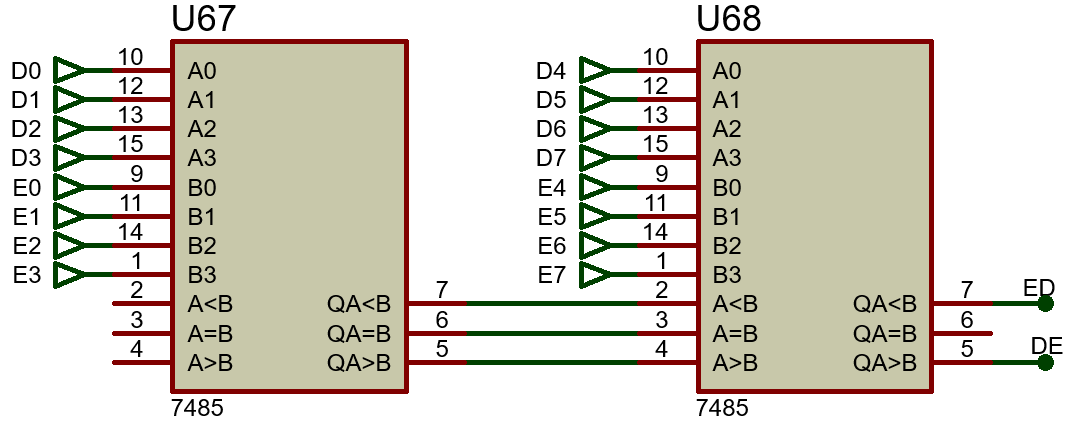 U67
D0 10 A0
D1 12 A1
D2 13 A2
D3 15 A3
E0 9 B0
E1 11 B1
E2 14 B2
E3 1 B3
2 A<B QA<B 7
3 A=B QA=B 6
4 A>B QA>B 5
7485
U68
D4 10 A0
D5 12 A1
D6 13 A2
D7 15 A3
E4 9 B0
E5 11 B1
E6 14 B2
E7 1 B3
2 A<B QA<B 7 ED
3 A=B QA=B 6
4 A>B QA>B 5 DE
7485